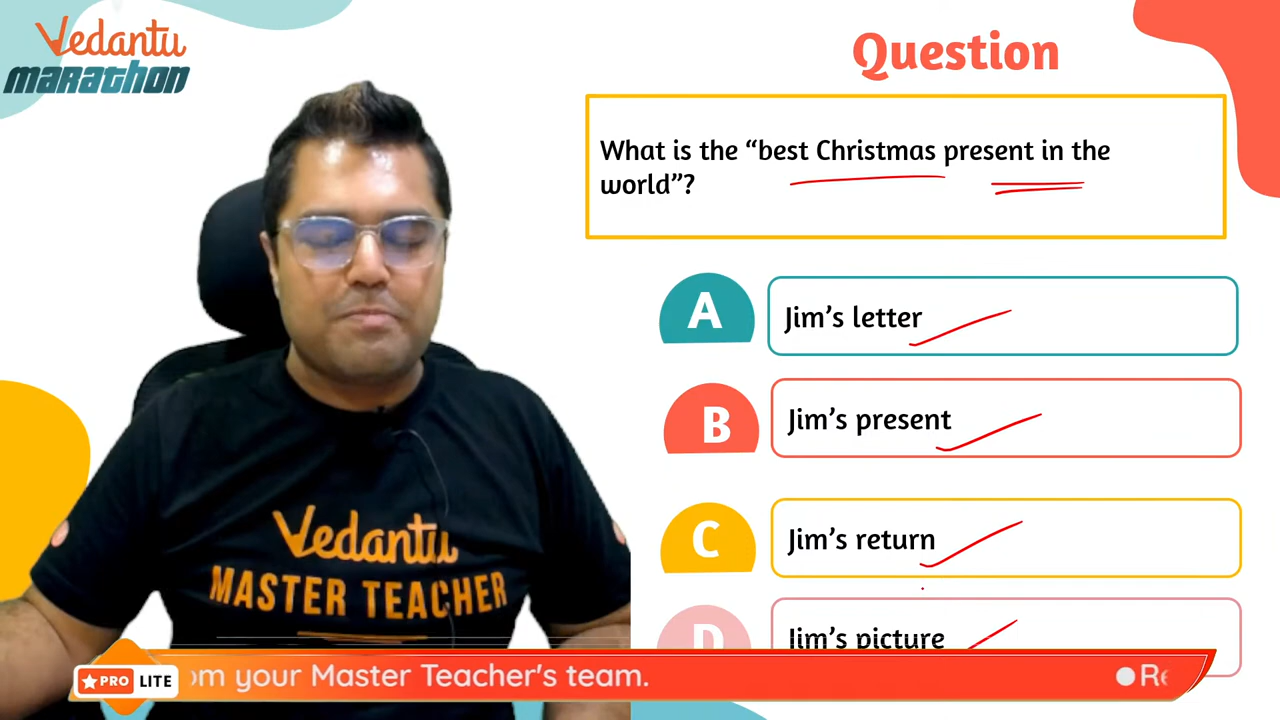 Vedantu
marathon
Question
What is the “best Christmas present in the
world”?
A
Jim’s letter
B
Jim’s present
C
Jim’s return
D
Jim’s picture
Vedantu
MASTER TEACHER
PRO LITE
om your Master Teacher's team.